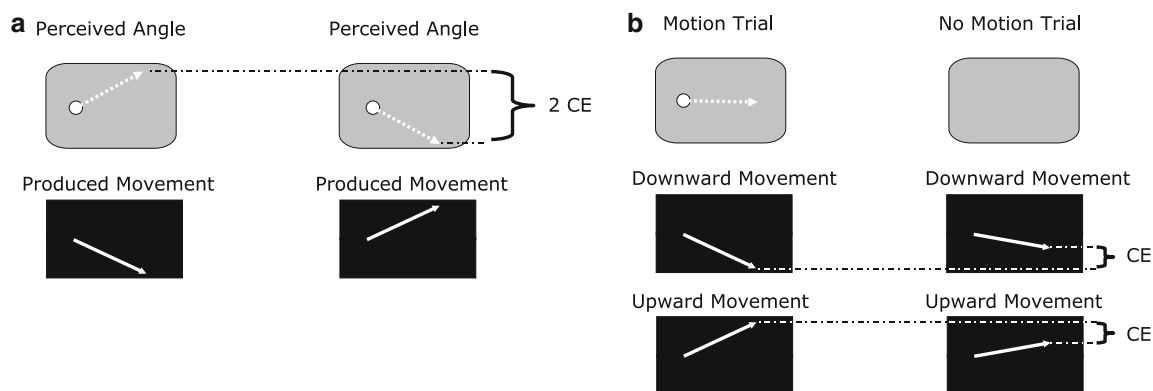 a
Perceived Angle
Perceived Angle
2 CE
Produced Movement
Produced Movement
b
Motion Trial
No Motion Trial
Downward Movement
Downward Movement
CE
Upward Movement
Upward Movement
CE